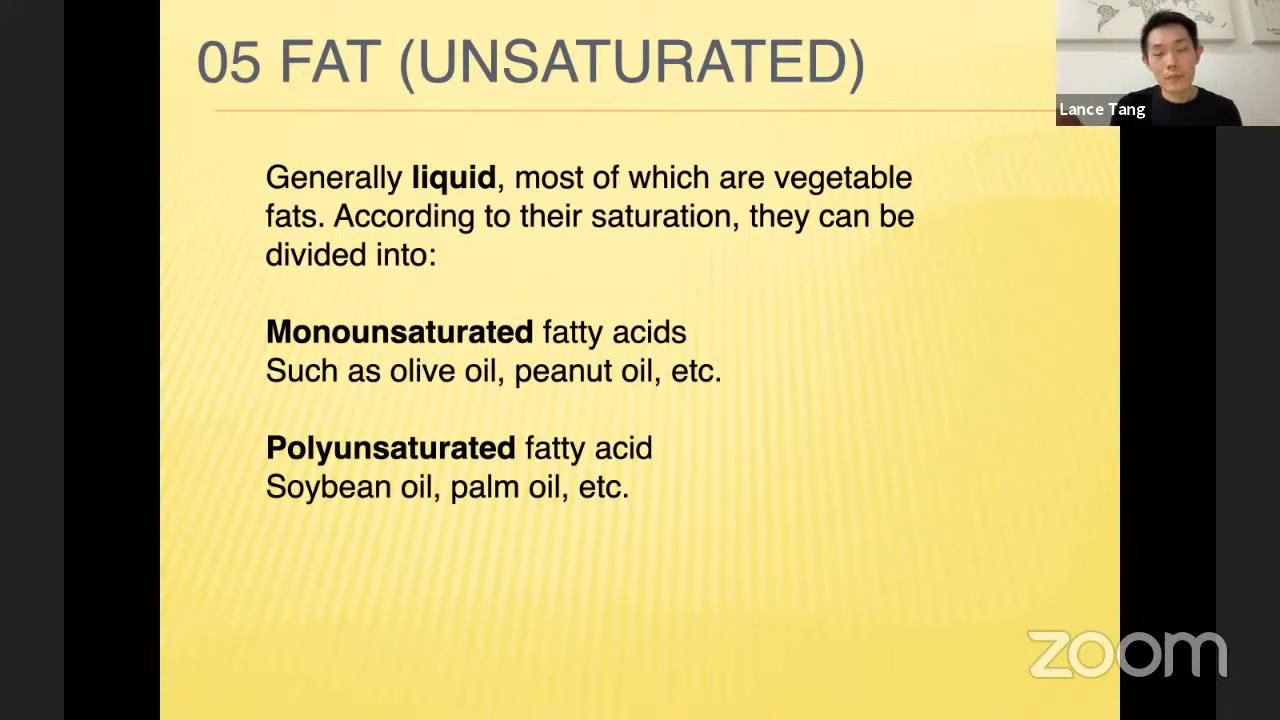 05 FAT (UNSATURATED)
Lance Tang
Generally liquid, most of which are vegetable
fats. According to their saturation, they can be
divided into:
Monounsaturated fatty acids
Such as olive oil, peanut oil, etc.
Polyunsaturated fatty acid
Soybean oil, palm oil, etc.
zoom